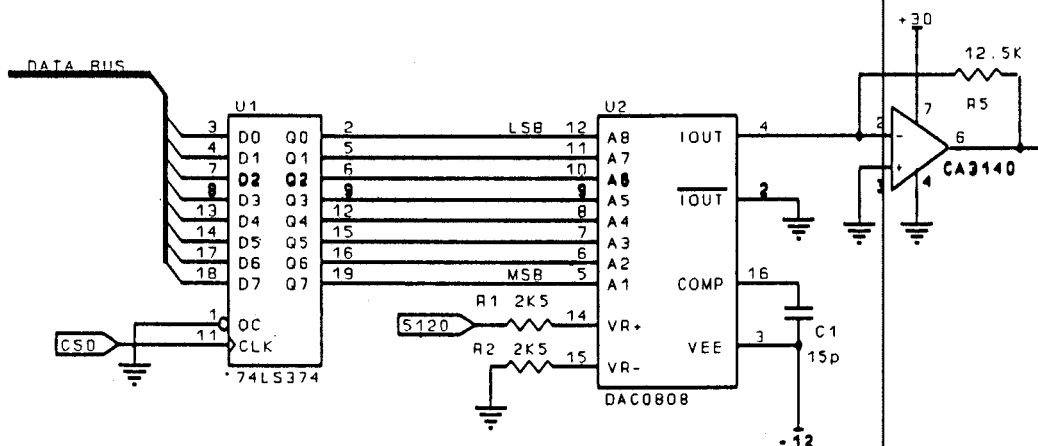 DATA BUS
U1
3 D0 Q0 2
4 D1 Q1 5
7 D2 Q2 6
8 D3 Q3 9
13 D4 Q4 12
14 D5 Q5 15
17 D6 Q6 16
18 D7 Q7 19
1 OC
11 CLK
CS0
74LS374
LSB
MSB
U2
12 A8 IOUT 4
11 A7
10 A6
9 A5 IOUT 2
8 A4
7 A3
6 A2
5 A1 COMP 16
14 VR+
VEE 3
15 VR-
DAC0808
R1 2K5
5120
R2 2K5
C1
15p
-12
+30
12.5K
R5
7
2 -
6
3 +
4
CA3140